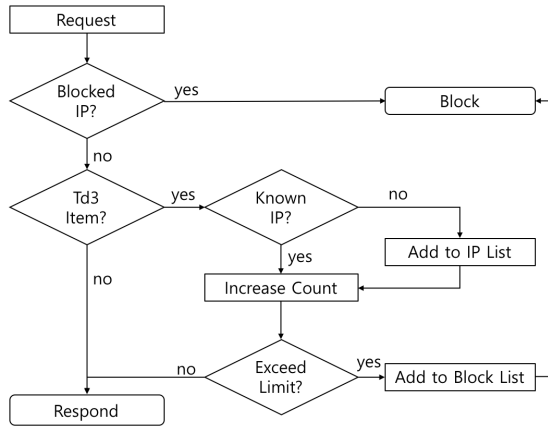 Request
Blocked
IP?
yes
Block
no
Td3
Item?
yes
Known
IP?
no
Add to IP List
yes
no
Increase Count
Exceed
Limit?
no
yes
Add to Block List
Respond